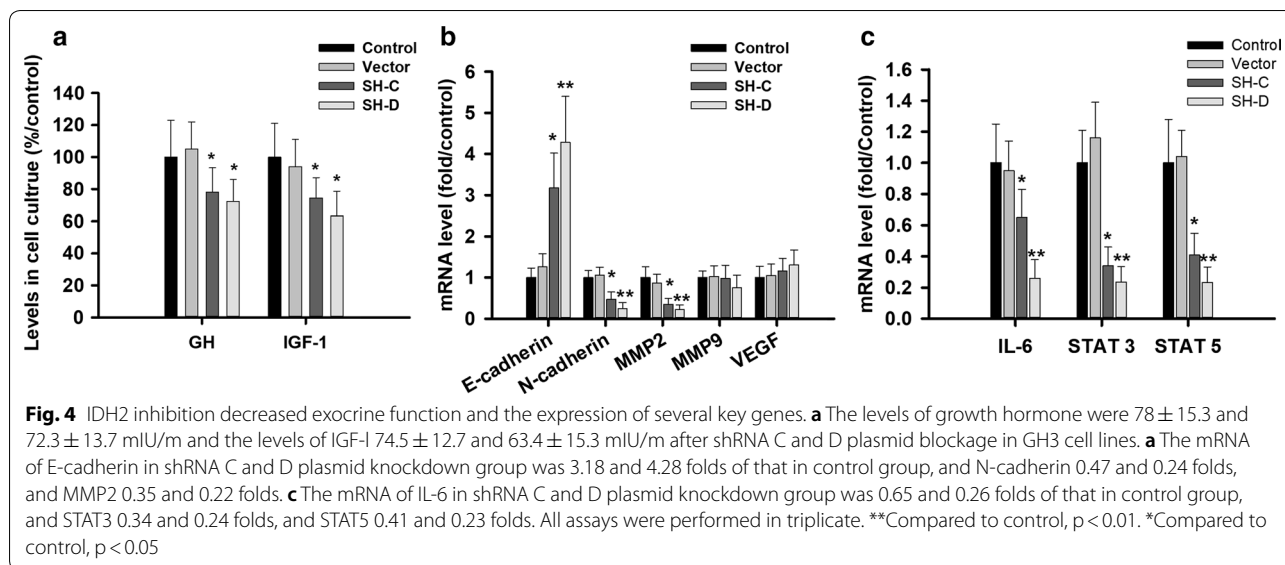 a
Control
Vector
SH-C
SH-D
Levels in cell cultrue (%/control)
140
120
100
80
60
40
20
0
* * * *
GH IGF-1
b
Control
Vector
SH-C
SH-D
mRNA level (fold/control)
6
5
4
3
2
1
0
* ** * ** * **
E-cadherin N-cadherin MMP2 MMP9 VEGF
c
Control
Vector
SH-C
SH-D
mRNA level (fold/Control)
1.6
1.4
1.2
1.0
0.8
0.6
0.4
0.2
0.0
* ** * ** * **
IL-6 STAT 3 STAT 5
Fig. 4 IDH2 inhibition decreased exocrine function and the expression of several key genes. a The levels of growth hormone were 78 ± 15.3 and
72.3 ± 13.7 mIU/m and the levels of IGF-I 74.5 ± 12.7 and 63.4 ± 15.3 mIU/m after shRNA C and D plasmid blockage in GH3 cell lines. a The mRNA
of E-cadherin in shRNA C and D plasmid knockdown group was 3.18 and 4.28 folds of that in control group, and N-cadherin 0.47 and 0.24 folds,
and MMP2 0.35 and 0.22 folds. c The mRNA of IL-6 in shRNA C and D plasmid knockdown group was 0.65 and 0.26 folds of that in control group,
and STAT3 0.34 and 0.24 folds, and STAT5 0.41 and 0.23 folds. All assays were performed in triplicate. **Compared to control, p < 0.01. *Compared to
control, p < 0.05